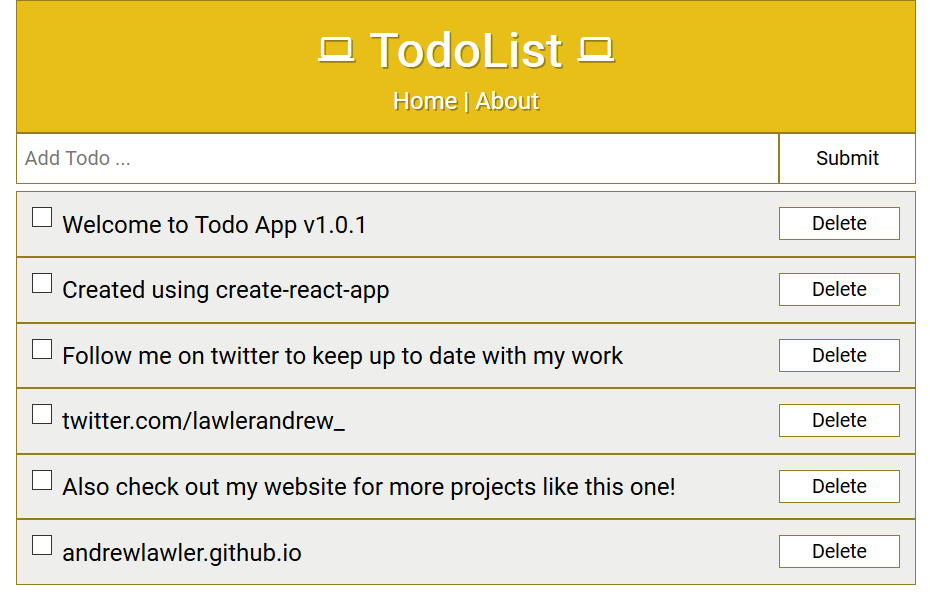 TodoList
Home | About
Add Todo ... Submit
Welcome to Todo App v1.0.1 Delete
Created using create-react-app Delete
Follow me on twitter to keep up to date with my work Delete
twitter.com/lawlerandrew_ Delete
Also check out my website for more projects like this one! Delete
andrewlawler.github.io Delete